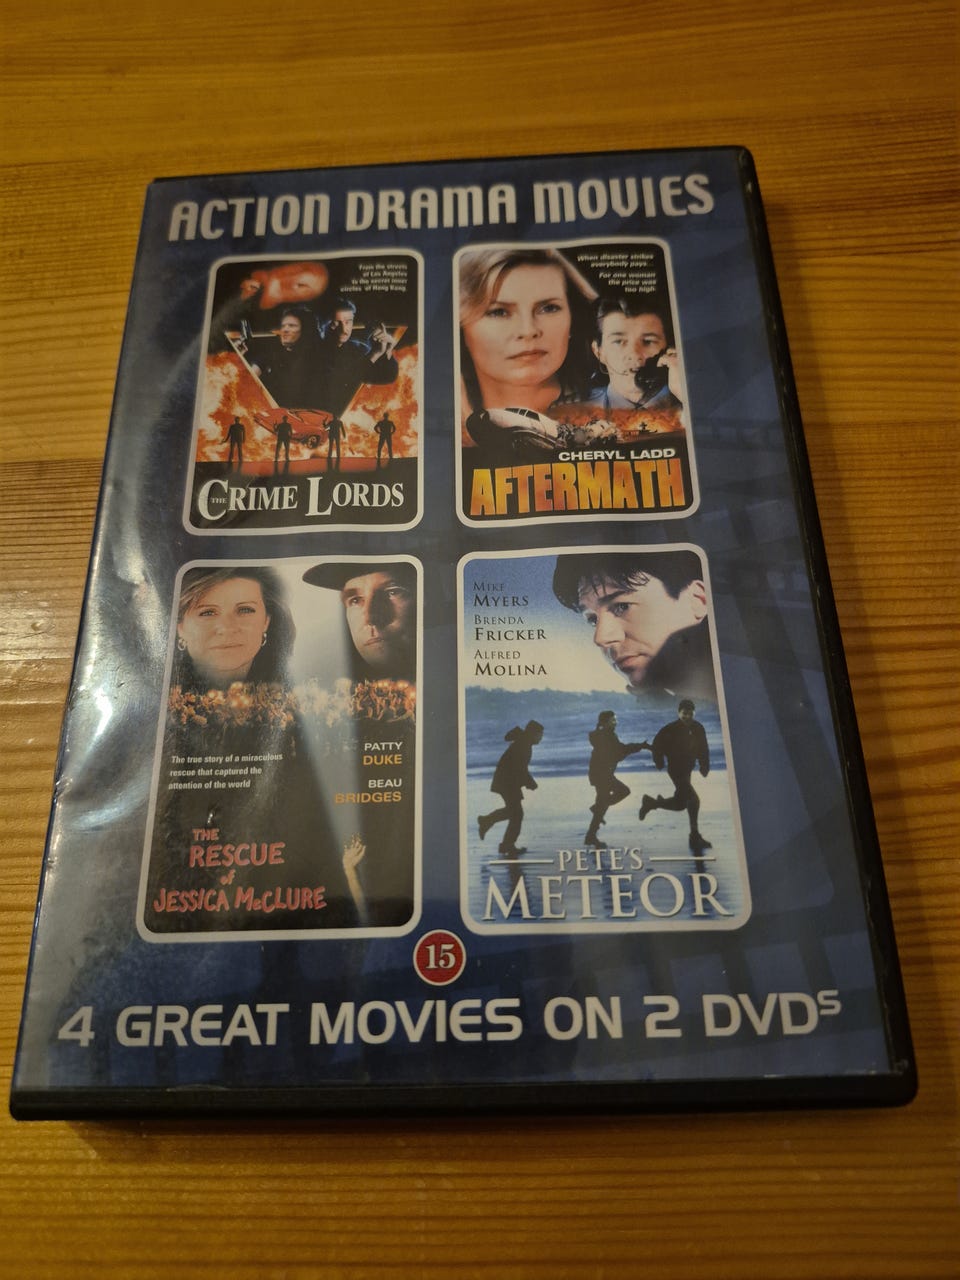 ACTION DRAMA MOVIES
From the streets
of Los Angeles
to the secret inner
circles of Hong Kong.
THE CRIME LORDS
When disaster strikes
everybody pays...
For one woman
the price was
too high.
CHERYL LADD
AFTERMATH
The true story of a miraculous
rescue that captured the
attention of the world
PATTY
DUKE
BEAU
BRIDGES
THE
RESCUE
of
JESSICA McCLURE
MIKE
MYERS
BRENDA
FRICKER
ALFRED
MOLINA
PETE'S
METEOR
15
4 GREAT MOVIES ON 2 DVDs